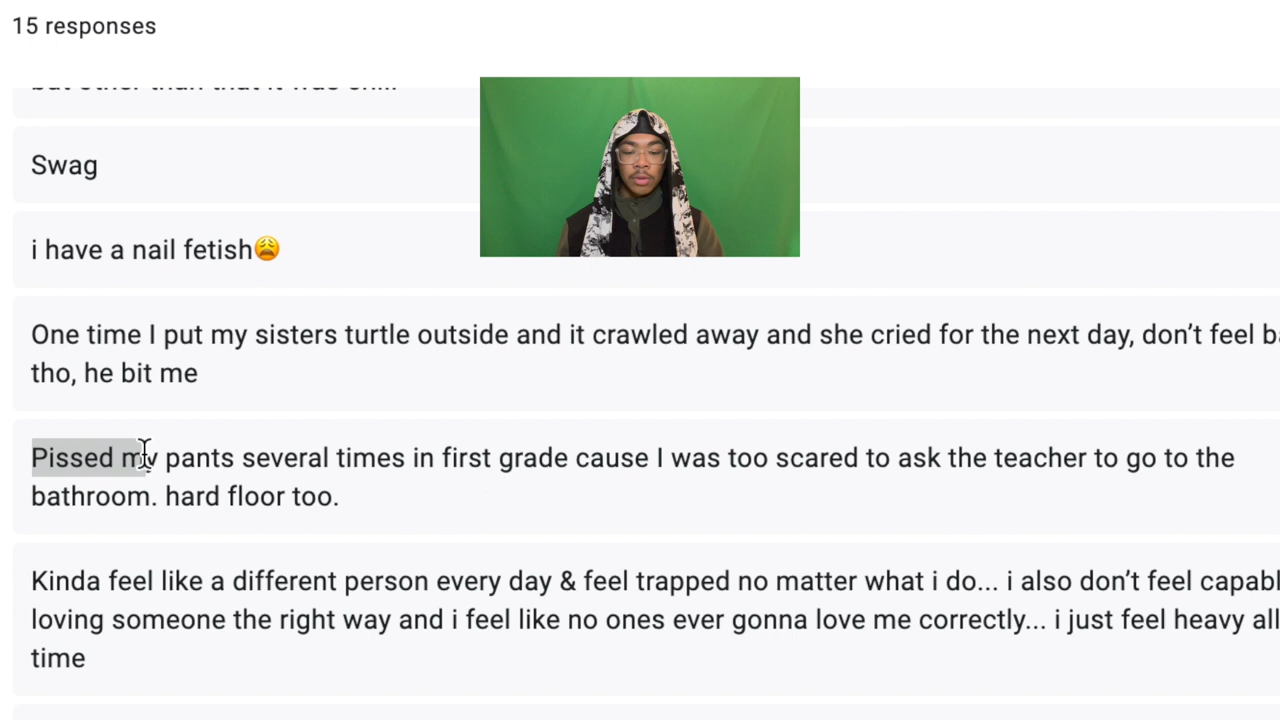 15 responses
Swag
i have a nail fetish😩
One time I put my sisters turtle outside and it crawled away and she cried for the next day, don’t feel
tho, he bit me
Pissed my pants several times in first grade cause I was too scared to ask the teacher to go to the
bathroom. hard floor too.
Kinda feel like a different person every day & feel trapped no matter what i do... i also don’t feel
loving someone the right way and i feel like no ones ever gonna love me correctly... i just feel heavy all
time